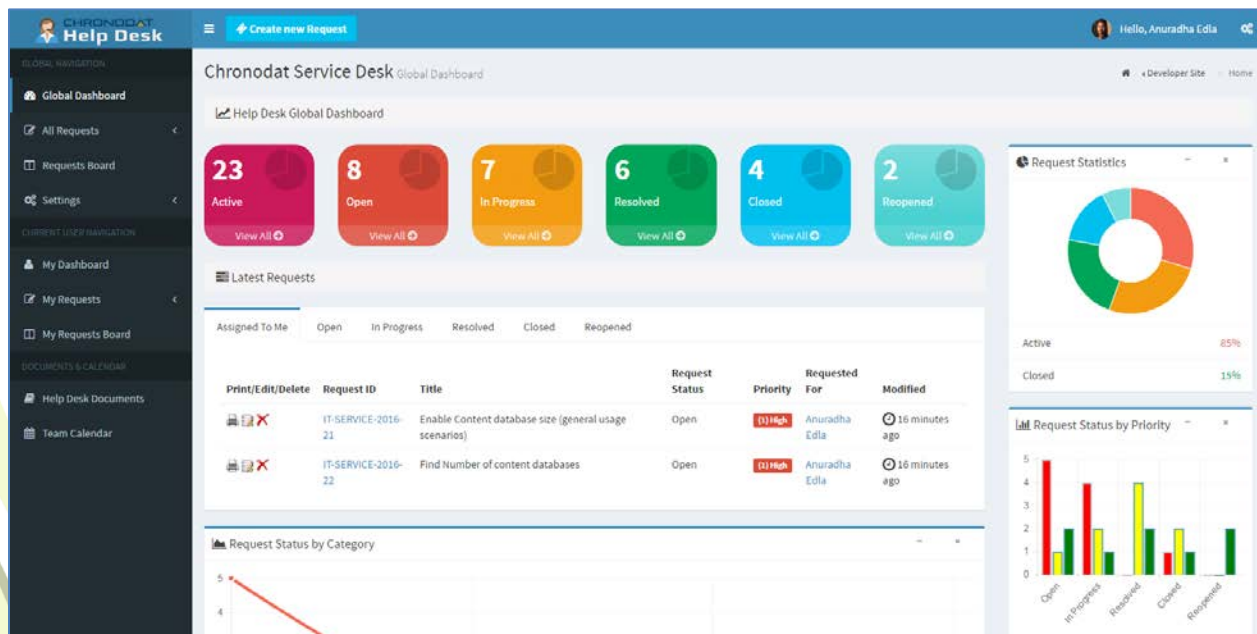 CHRONODAT
Help Desk
Create new Request
Hello, Anuradha Edla
GLOBAL NAVIGATION
Global Dashboard
All Requests
Requests Board
Settings
CURRENT USER NAVIGATION
My Dashboard
My Requests
My Requests Board
DOCUMENTS & CALENDAR
Help Desk Documents
Team Calendar
Chronodat Service Desk Global Dashboard
Developer Site Home
Help Desk Global Dashboard
23 8 7 6 4 2
Active Open In Progress Resolved Closed Reopened
View All View All View All View All View All View All
Latest Requests
Assigned To Me Open In Progress Resolved Closed Reopened
Print/Edit/Delete Request ID Title Request Status Priority Requested For Modified
IT-SERVICE-2016-21 Enable Content database size (general usage scenarios) Open (1) High Anuradha Edla 16 minutes ago
IT-SERVICE-2016-22 Find Number of content databases Open (1) High Anuradha Edla 16 minutes ago
Request Status by Category
5
4
Request Statistics
Active 85%
Closed 15%
Request Status by Priority
5
4
3
2
1
0
Open In Progress Resolved Closed Reopened